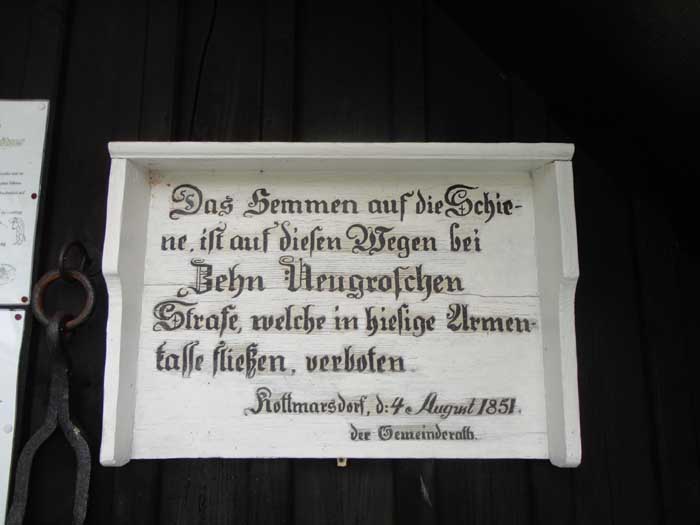 Das Hemmen auf die Schie-
ne, ist auf diesen Wegen bei
Zehn Neugroschen
Strafe, welche in hiesige Armen-
kasse fließen, verboten.
Kottmarsdorf, d: 4 August 1851.
der Gemeinderath.